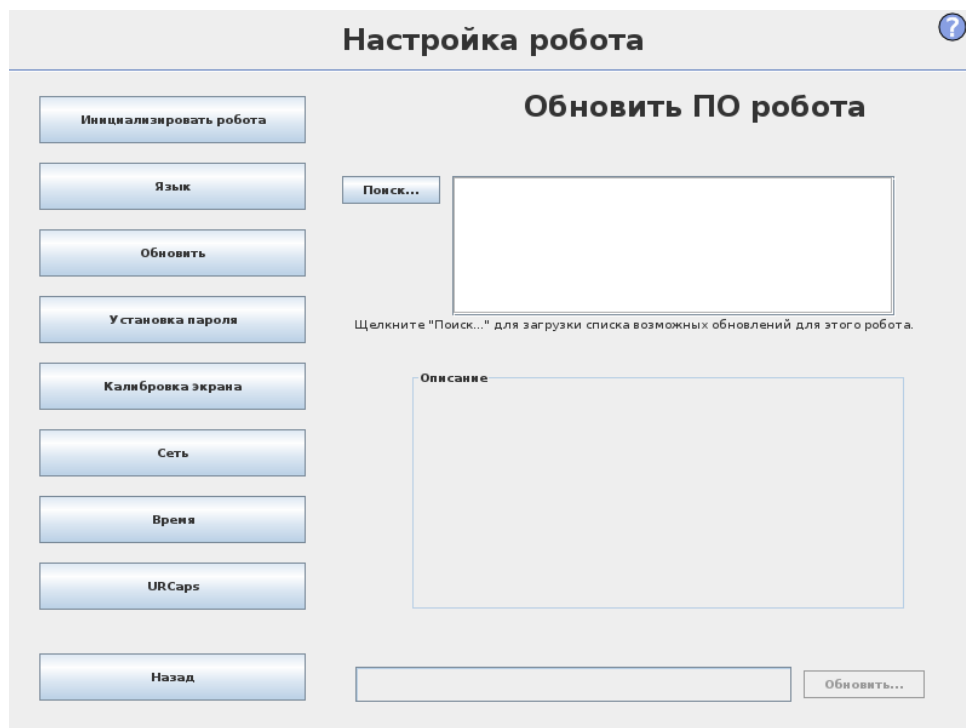 Настройка робота
?
Инициализировать робота
Язык
Обновить
Установка пароля
Калибровка экрана
Сеть
Время
URCaps
Назад
Обновить ПО робота
Поиск...
Щелкните "Поиск..." для загрузки списка возможных обновлений для этого робота.
Описание
Обновить...